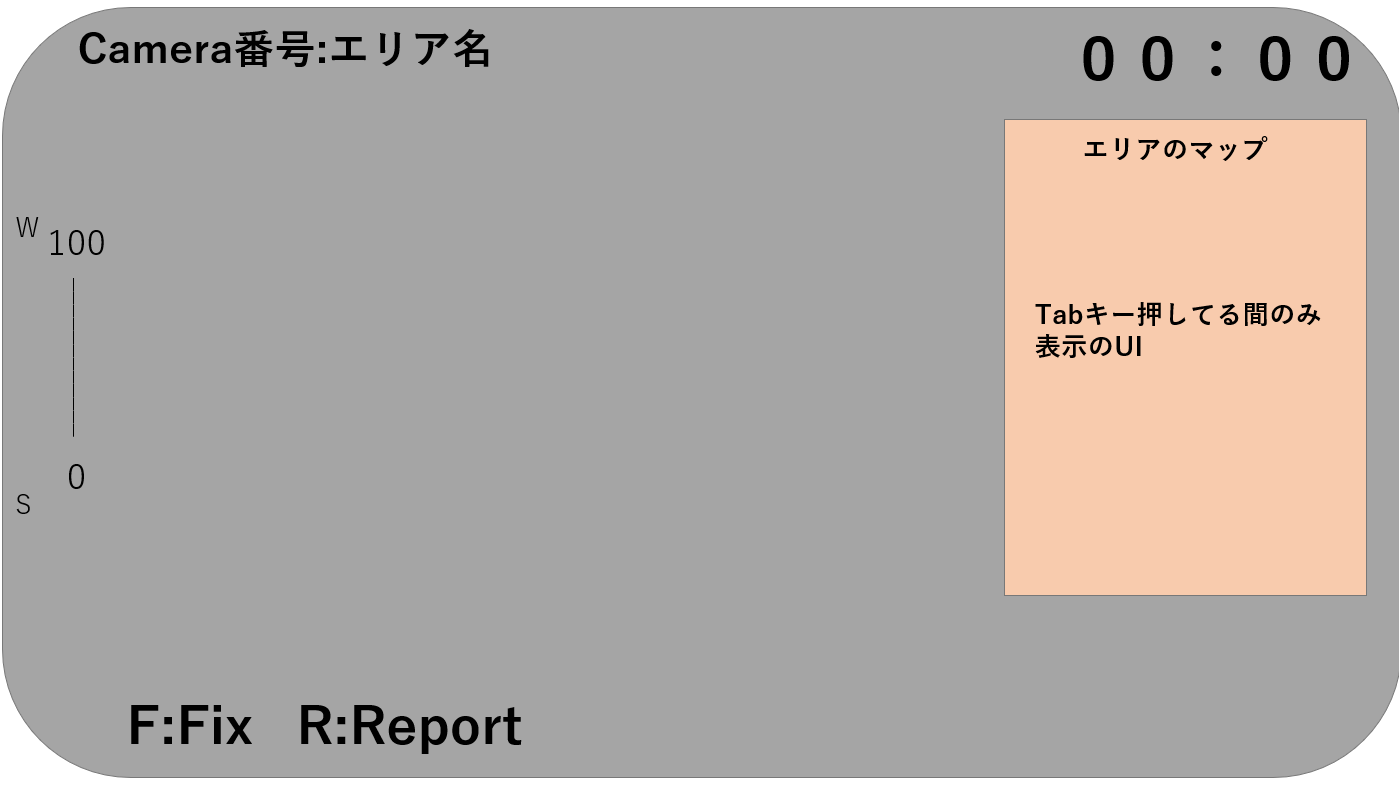 Camera番号:エリア名
００：００
エリアのマップ
Tabキー押してる間のみ
表示のUI
W
100
0
S
F:Fix R:Report